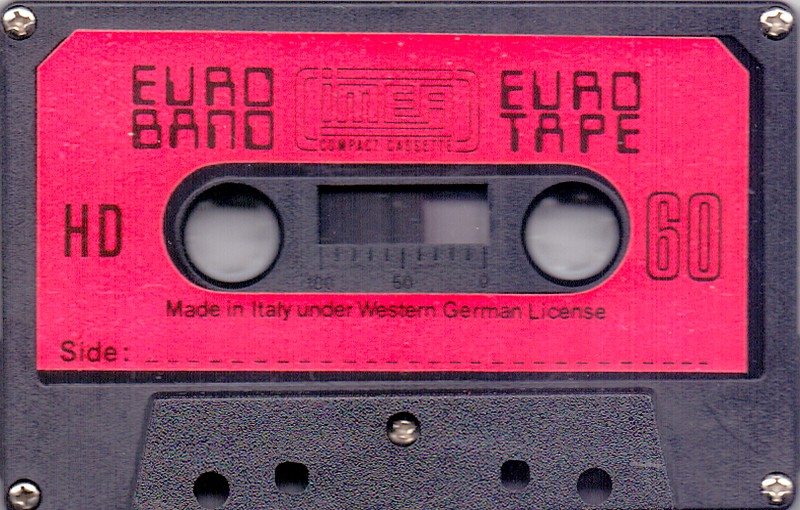 EURO BAND
imea
COMPACT CASSETTE
EURO TAPE
HD
60
100 50 0
Made in Italy under Western German License
Side: